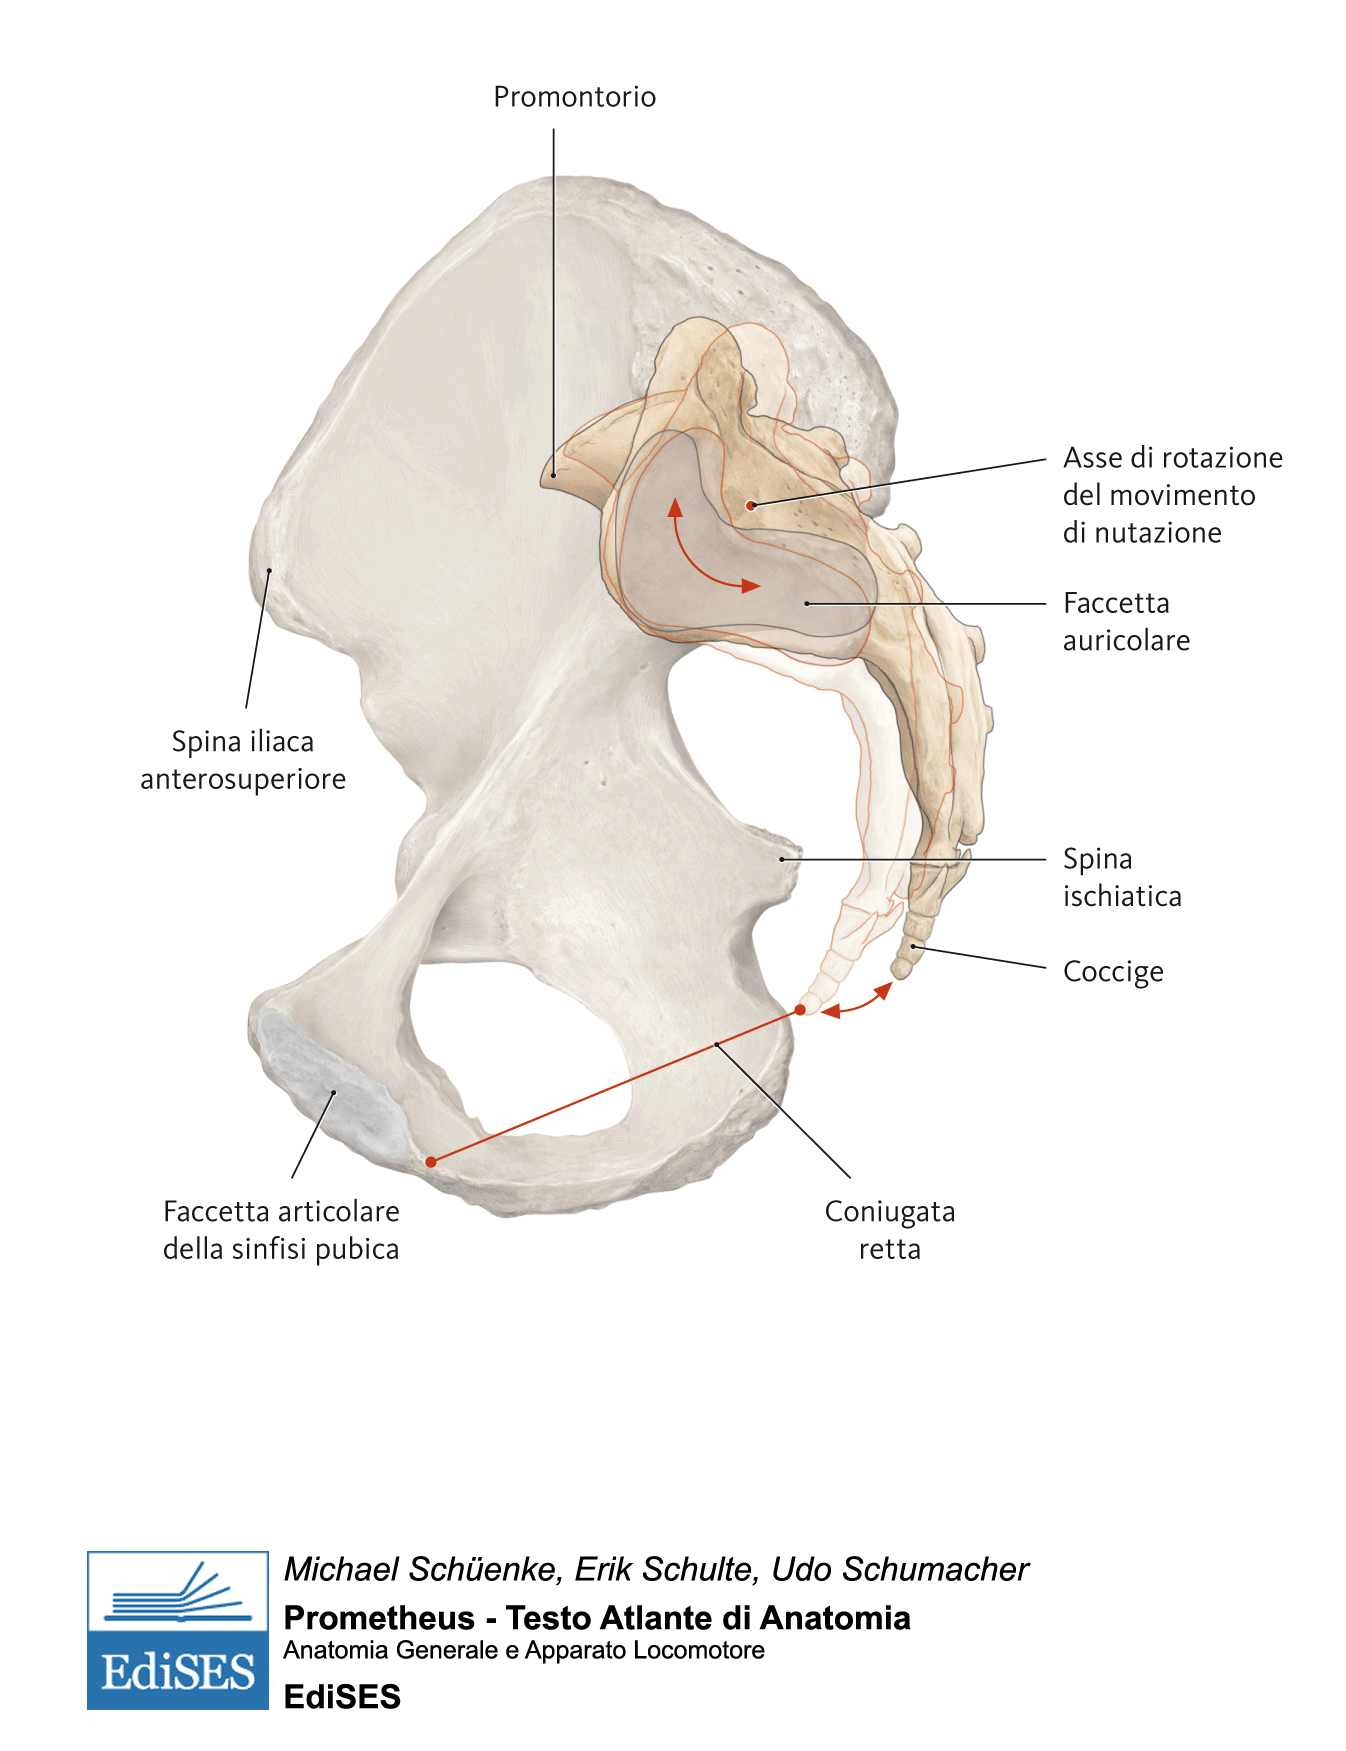 Promontorio
Asse di rotazione
del movimento
di nutazione
Faccetta
auricolare
Spina iliaca
anterosuperiore
Spina
ischiatica
Coccige
Faccetta articolare
della sinfisi pubica
Coniugata
retta
EdiSES
Michael Schüenke, Erik Schulte, Udo Schumacher
Prometheus - Testo Atlante di Anatomia
Anatomia Generale e Apparato Locomotore
EdiSES